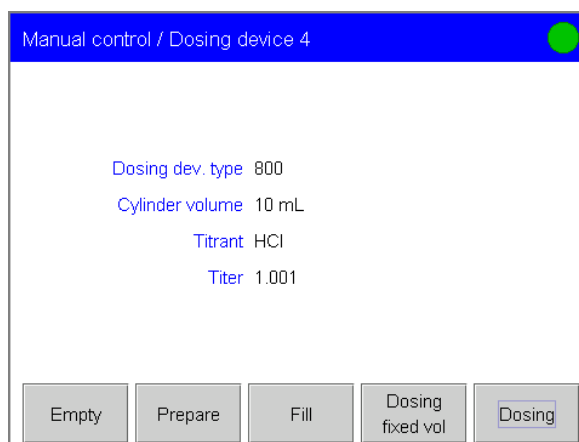 Manual control / Dosing device 4
Dosing dev. type 800
Cylinder volume 10 mL
Titrant HCl
Titer 1.001
Empty
Prepare
Fill
Dosing
fixed vol
Dosing